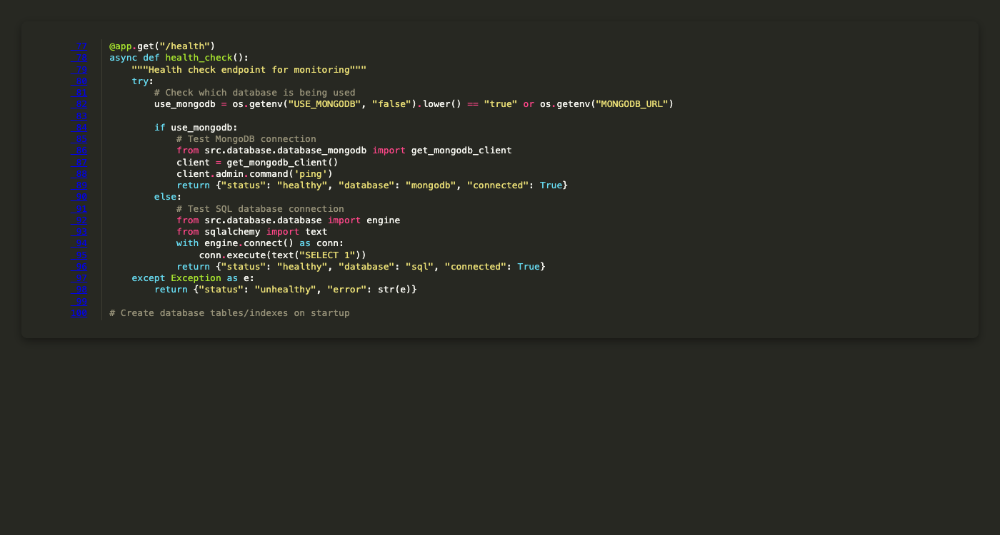 77 @app.get("/health")
78 async def health_check():
79     """Health check endpoint for monitoring"""
80     try:
81         # Check which database is being used
82         use_mongodb = os.getenv("USE_MONGODB", "false").lower() == "true" or os.getenv("MONGODB_URL")
83
84         if use_mongodb:
85             # Test MongoDB connection
86             from src.database.database_mongodb import get_mongodb_client
87             client = get_mongodb_client()
88             client.admin.command('ping')
89             return {"status": "healthy", "database": "mongodb", "connected": True}
90         else:
91             # Test SQL database connection
92             from src.database.database import engine
93             from sqlalchemy import text
94             with engine.connect() as conn:
95                 conn.execute(text("SELECT 1"))
96             return {"status": "healthy", "database": "sql", "connected": True}
97     except Exception as e:
98         return {"status": "unhealthy", "error": str(e)}
99
100 # Create database tables/indexes on startup